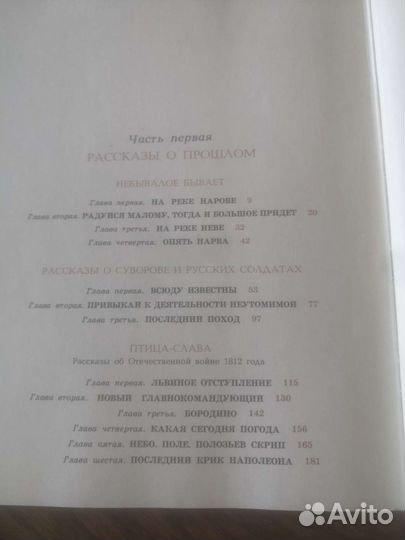 Часть первая
РАССКАЗЫ О ПРОШЛОМ
НЕБЫВАЛОЕ БЫВАЕТ
Глава первая. НА РЕКЕ НАРОВЕ 9
Глава вторая. РАДУЙСЯ МАЛОМУ, ТОГДА И БОЛЬШОЕ ПРИДЕТ 20
Глава третья. НА РЕКЕ НЕВЕ 32
Глава четвертая. ОПЯТЬ НАРВА 42
РАССКАЗЫ О СУВОРОВЕ И РУССКИХ СОЛДАТАХ
Глава первая. ВСЮДУ ИЗВЕСТНЫ 53
Глава вторая. ПРИВЫКАЙ К ДЕЯТЕЛЬНОСТИ НЕУТОМИМОЙ 77
Глава третья. ПОСЛЕДНИЙ ПОХОД 97
ПТИЦА-СЛАВА
Рассказы об Отечественной войне 1812 года
Глава первая. ЛЬВИНОЕ ОТСТУПЛЕНИЕ 115
Глава вторая. НОВЫЙ ГЛАВНОКОМАНДУЮЩИЙ 130
Глава третья. БОРОДИНО 142
Глава четвертая. КАКАЯ СЕГОДНЯ ПОГОДА 156
Глава пятая. НЕБО. ПОЛЕ. ПОЛОЗЬЕВ СКРИП 165
Глава шестая. ПОСЛЕДНИЙ КРИК НАПОЛЕОНА 181
Avito